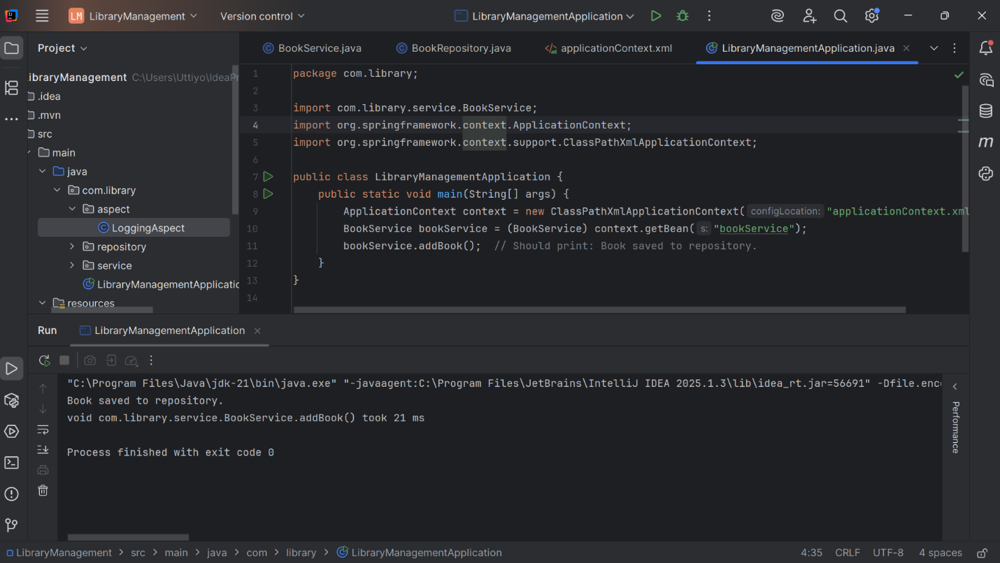 LM LibraryManagement Version control LibraryManagementApplication
Project
BookService.java BookRepository.java applicationContext.xml LibraryManagementApplication.java
ibraryManagement C:\Users\Uttiyo\IdeaPr
.idea
.mvn
src
main
java
com.library
aspect
LoggingAspect
repository
service
LibraryManagementApplicatio
resources
1 package com.library;
2
3 import com.library.service.BookService;
4 import org.springframework.context.ApplicationContext;
5 import org.springframework.context.support.ClassPathXmlApplicationContext;
6
7 public class LibraryManagementApplication {
8 public static void main(String[] args) {
9 ApplicationContext context = new ClassPathXmlApplicationContext( configLocation: "applicationContext.xml
10 BookService bookService = (BookService) context.getBean( s: "bookService");
11 bookService.addBook(); // Should print: Book saved to repository.
12 }
13 }
14
Run LibraryManagementApplication
"C:\Program Files\Java\jdk-21\bin\java.exe" "-javaagent:C:\Program Files\JetBrains\IntelliJ IDEA 2025.1.3\lib\idea_rt.jar=56691" -Dfile.enc
Book saved to repository.
void com.library.service.BookService.addBook() took 21 ms
Process finished with exit code 0
Performance
LibraryManagement > src > main > java > com > library > LibraryManagementApplication 4:35 CRLF UTF-8 4 spaces